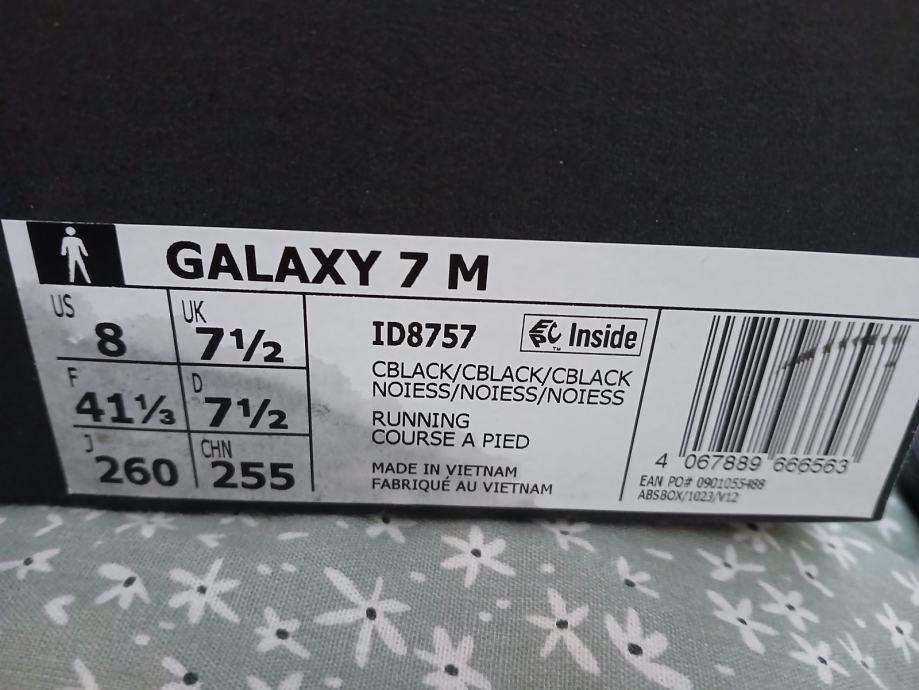 GALAXY 7 M
US 8
UK 7½
F 41⅓
D 7½
J 260
CHN 255
ID8757
EPC Inside
™
CBLACK/CBLACK/CBLACK
NOIESS/NOIESS/NOIESS
RUNNING
COURSE A PIED
MADE IN VIETNAM
FABRIQUÉ AU VIETNAM
4 067889 666563
EAN PO# 0901055488
ABSBOX/1023/V12